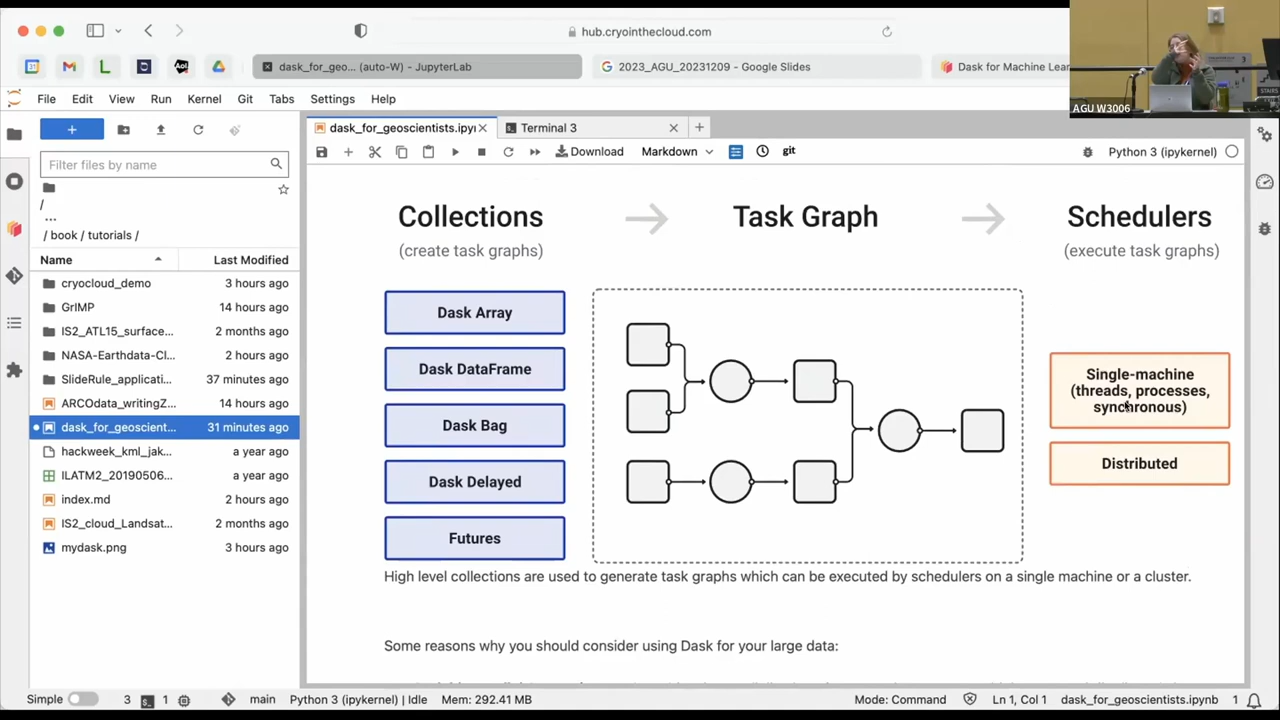 hub.cryointhecloud.com
dask_for_geo... (auto-W) - JupyterLab
2023_AGU_20231209 - Google Slides
Dask for Machine Lear
AGU W3006
STAIRS
File Edit View Run Kernel Git Tabs Settings Help
dask_for_geoscientists.ipyn
Terminal 3
Download
Markdown
git
Python 3 (ipykernel)
Filter files by name
/
...
/ book / tutorials /
Name Last Modified
cryocloud_demo 3 hours ago
GrIMP 14 hours ago
IS2_ATL15_surface... 2 months ago
NASA-Earthdata-Cl... 2 hours ago
SlideRule_applicati... 37 minutes ago
ARCOdata_writingZ... 14 hours ago
dask_for_geoscient... 31 minutes ago
hackweek_kml_jak... a year ago
ILATM2_20190506... a year ago
index.md 2 hours ago
IS2_cloud_Landsat... 2 months ago
mydask.png 3 hours ago
Collections
(create task graphs)
Task Graph
Schedulers
(execute task graphs)
Dask Array
Dask DataFrame
Dask Bag
Dask Delayed
Futures
Single-machine
(threads, processes,
synchronous)
Distributed
High level collections are used to generate task graphs which can be executed by schedulers on a single machine or a cluster.
Some reasons why you should consider using Dask for your large data:
Simple 3 1 main Python 3 (ipykernel) | Idle Mem: 292.41 MB Mode: Command Ln 1, Col 1 dask_for_geoscientists.ipynb 1